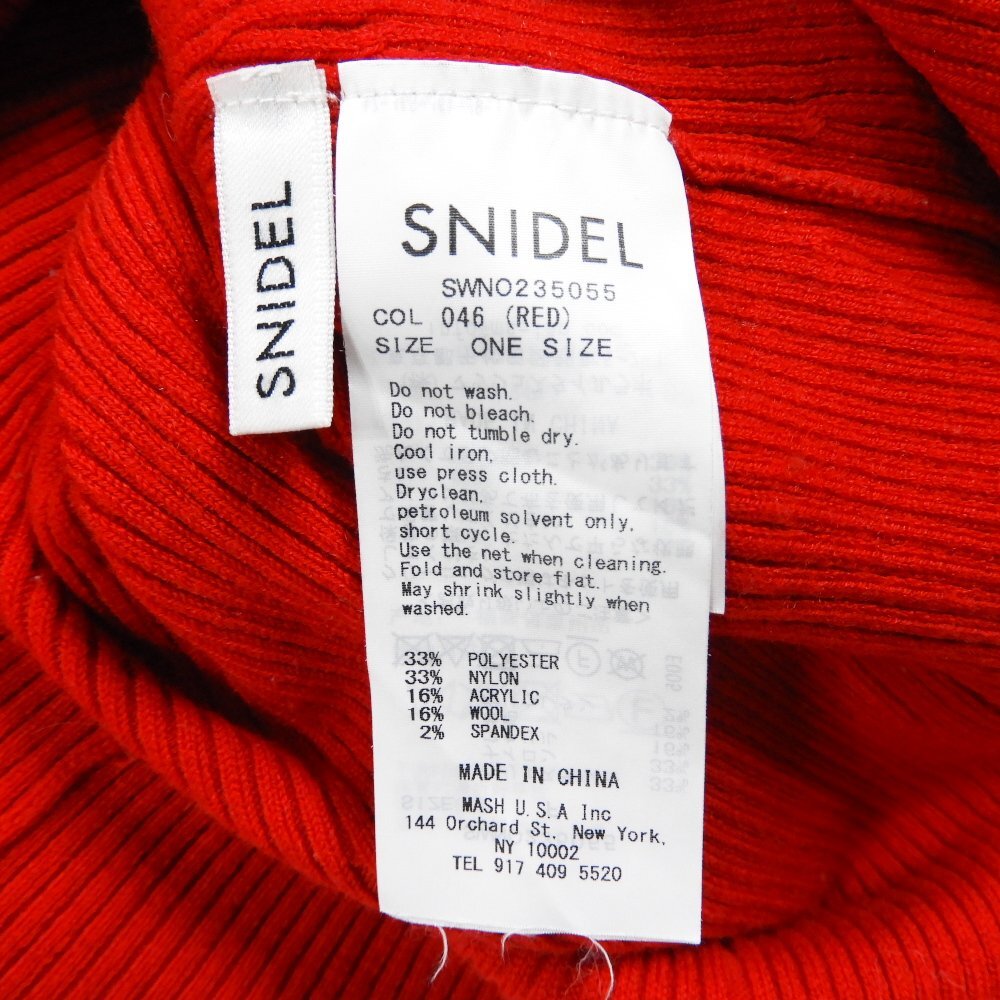 SNIDEL
SNIDEL
SWNO235055
COL 046 (RED)
SIZE ONE SIZE
Do not wash.
Do not bleach.
Do not tumble dry.
Cool iron,
use press cloth.
Dryclean,
petroleum solvent only,
short cycle.
Use the net when cleaning.
Fold and store flat.
May shrink slightly when
washed.
33% POLYESTER
33% NYLON
16% ACRYLIC
16% WOOL
2% SPANDEX
MADE IN CHINA
MASH U.S.A Inc
144 Orchard St, New York,
NY 10002
TEL 917 409 5520